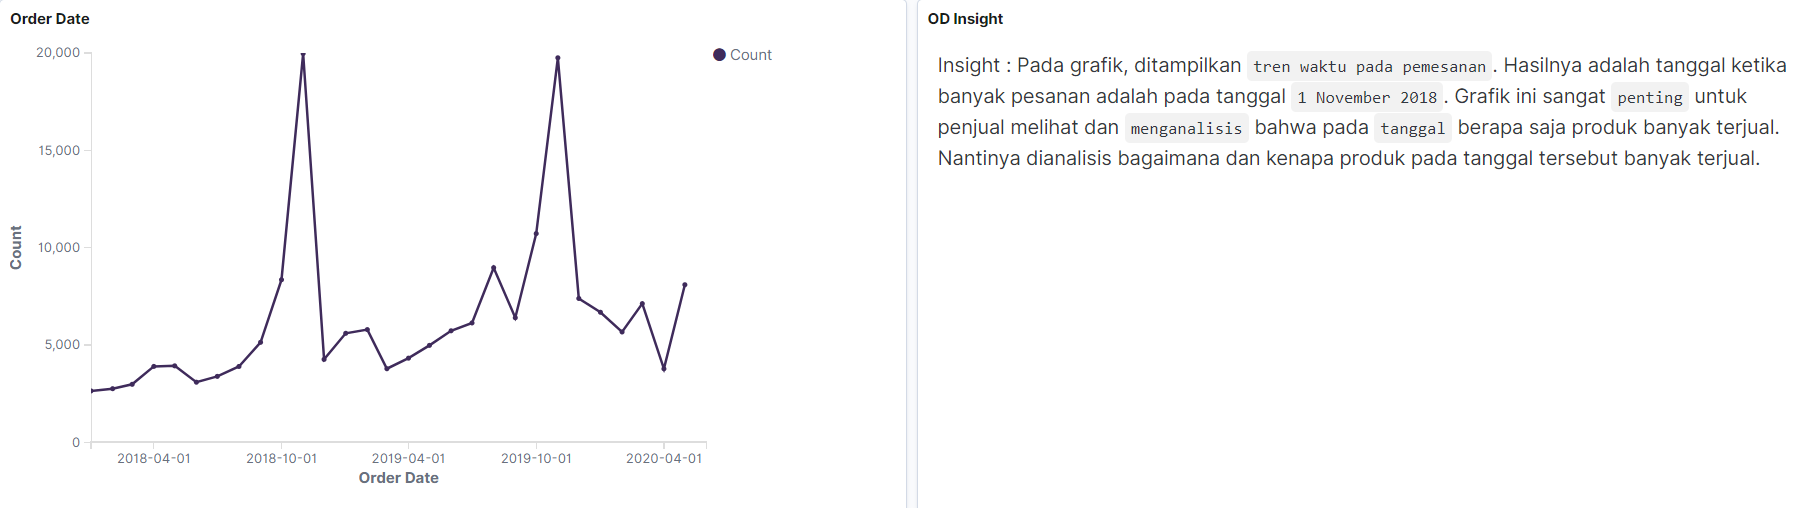 Order Date
20,000
15,000
10,000
5,000
0
Count
2018-04-01 2018-10-01 2019-04-01 2019-10-01 2020-04-01
Order Date
Count
OD Insight
Insight : Pada grafik, ditampilkan tren waktu pada pemesanan. Hasilnya adalah tanggal ketika
banyak pesanan adalah pada tanggal 1 November 2018. Grafik ini sangat penting untuk
penjual melihat dan menganalisis bahwa pada tanggal berapa saja produk banyak terjual.
Nantinya dianalisis bagaimana dan kenapa produk pada tanggal tersebut banyak terjual.